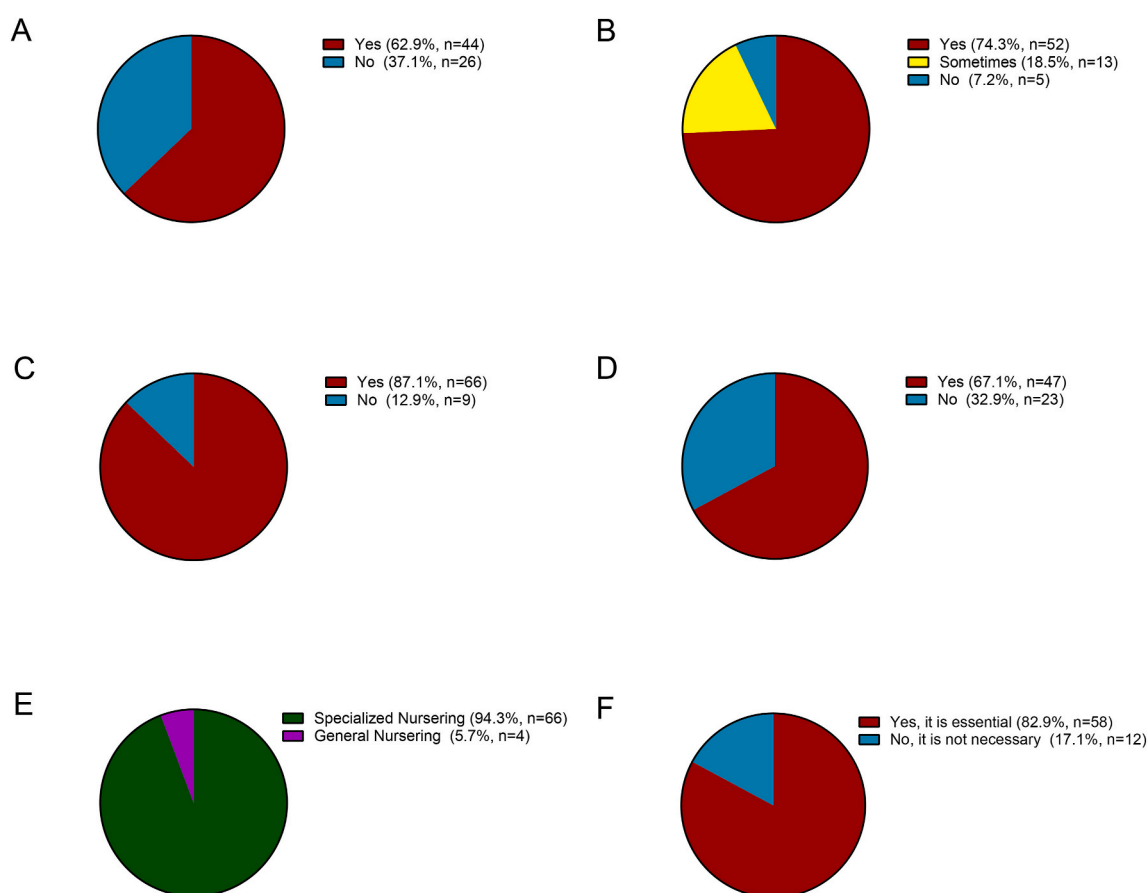 A
Yes (62.9%, n=44)
No (37.1%, n=26)
B
Yes (74.3%, n=52)
Sometimes (18.5%, n=13)
No (7.2%, n=5)
C
Yes (87.1%, n=66)
No (12.9%, n=9)
D
Yes (67.1%, n=47)
No (32.9%, n=23)
E
Specialized Nursering (94.3%, n=66)
General Nursering (5.7%, n=4)
F
Yes, it is essential (82.9%, n=58)
No, it is not necessary (17.1%, n=12)